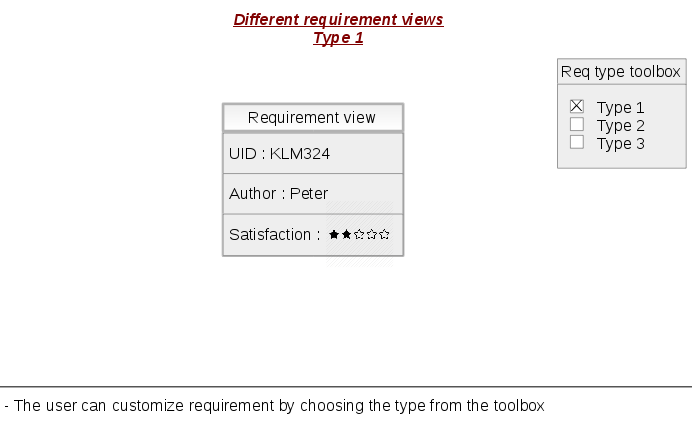 Different requirement views
Type 1
Req type toolbox
Type 1
Type 2
Type 3
Requirement view
UID : KLM324
Author : Peter
Satisfaction :
- The user can customize requirement by choosing the type from the toolbox